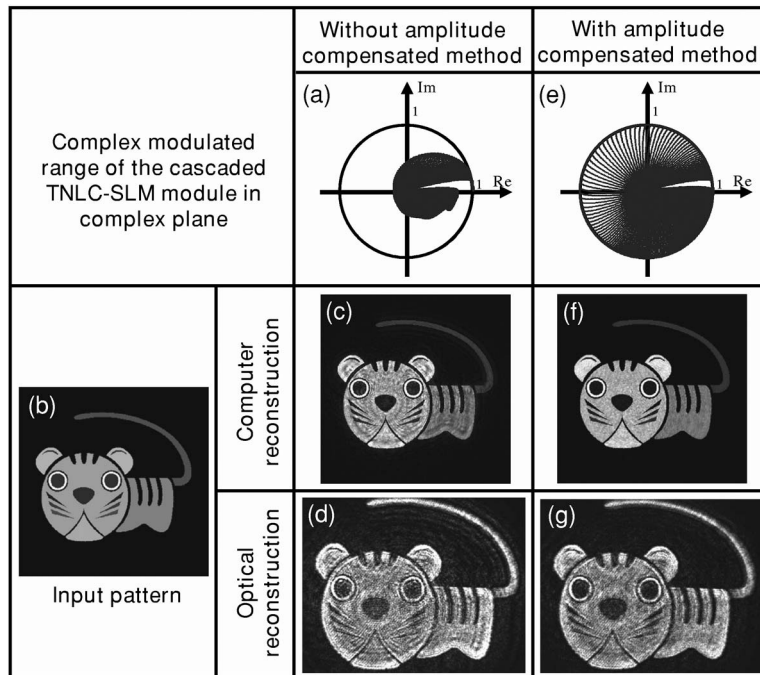 Without amplitude
compensated method
With amplitude
compensated method
Complex modulated
range of the cascaded
TNLC-SLM module in
complex plane
(a)
Im
1
1
Re
(e)
Im
1
1
Re
(b)
Input pattern
Computer
reconstruction
(c)
(f)
Optical
reconstruction
(d)
(g)